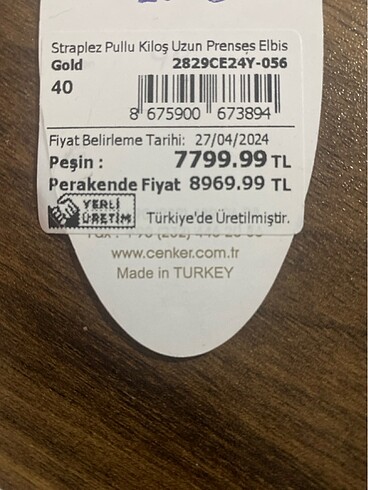 Straplez Pullu Kiloş Uzun Prenses Elbis
Gold 2829CE24Y-056
40
8 675900 673894
Fiyat Belirleme Tarihi: 27/04/2024
Peşin : 7799.99 TL
Perakende Fiyat 8969.99 TL
YERLİ
ÜRETİM Türkiye'de Üretilmiştir.
www.cenker.com.tr
Made in TURKEY